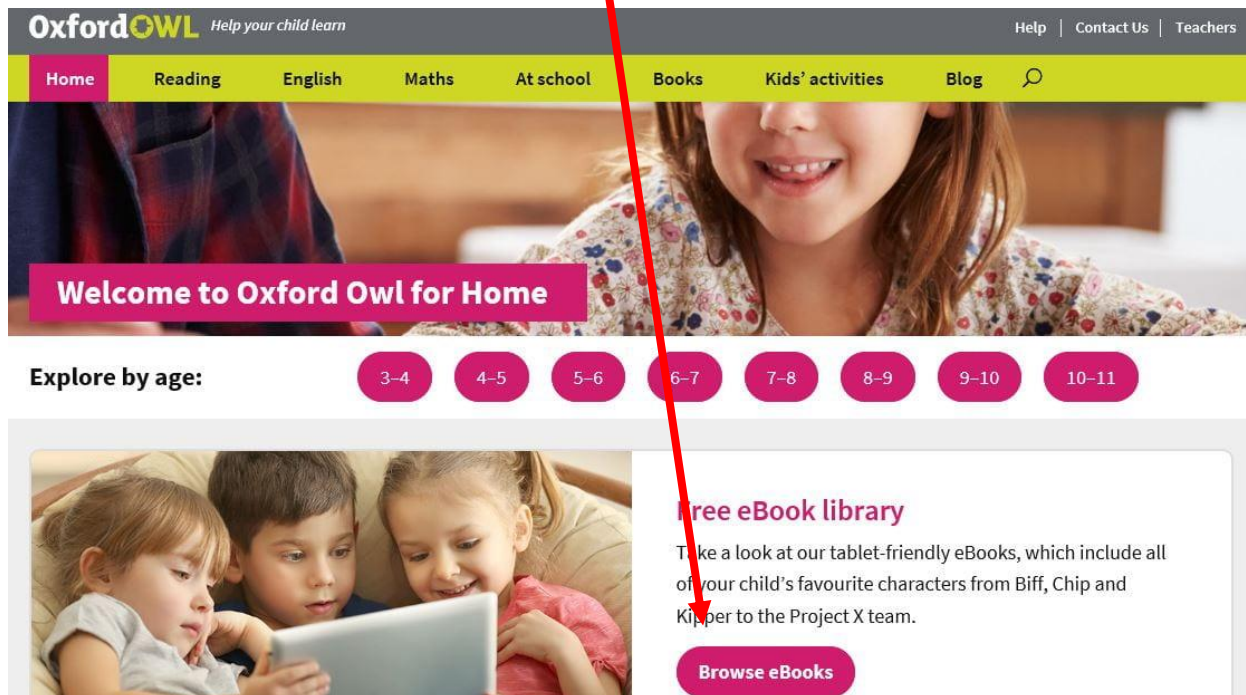 OxfordOWL Help your child learn
Help | Contact Us | Teachers
Home Reading English Maths At school Books Kids' activities Blog
Welcome to Oxford Owl for Home
Explore by age: 3–4 4–5 5–6 6–7 7–8 8–9 9–10 10–11
Free eBook library
Take a look at our tablet-friendly eBooks, which include all
of your child's favourite characters from Biff, Chip and
Kipper to the Project X team.
Browse eBooks